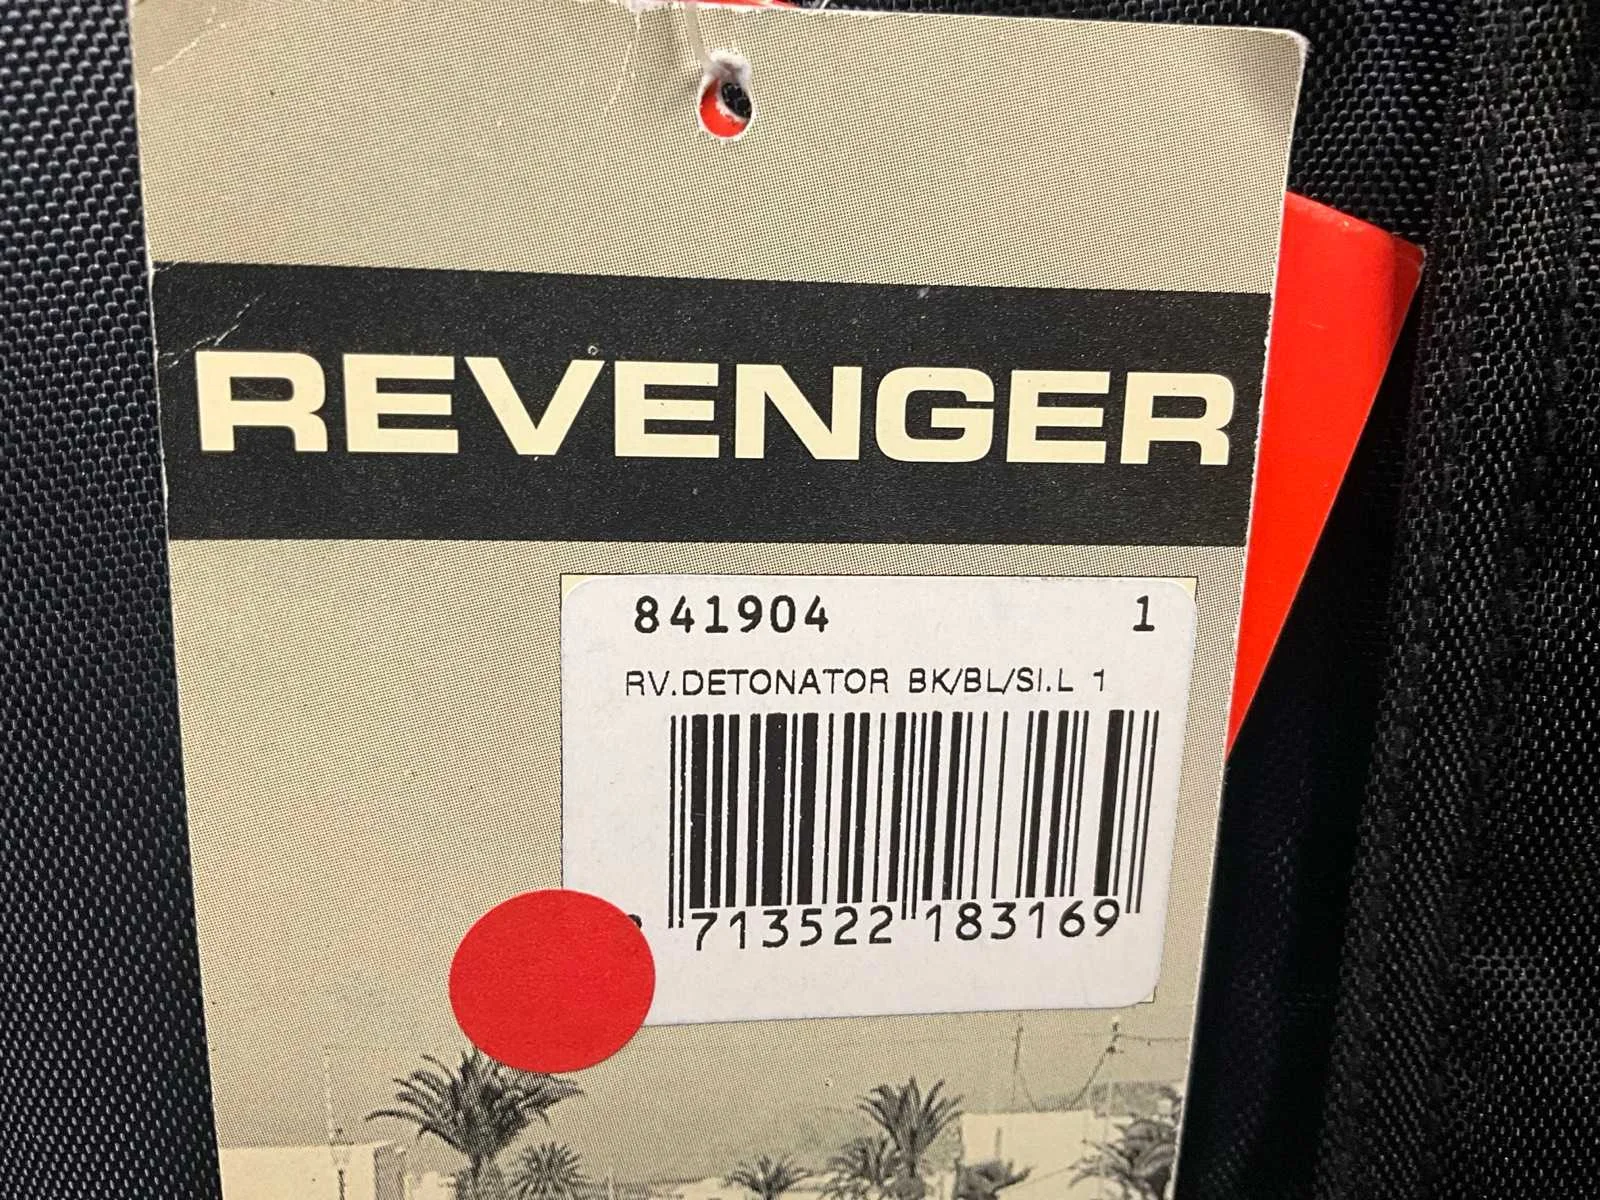 REVENGER
841904 1
RV.DETONATOR BK/BL/SI.L 1
713522 183169